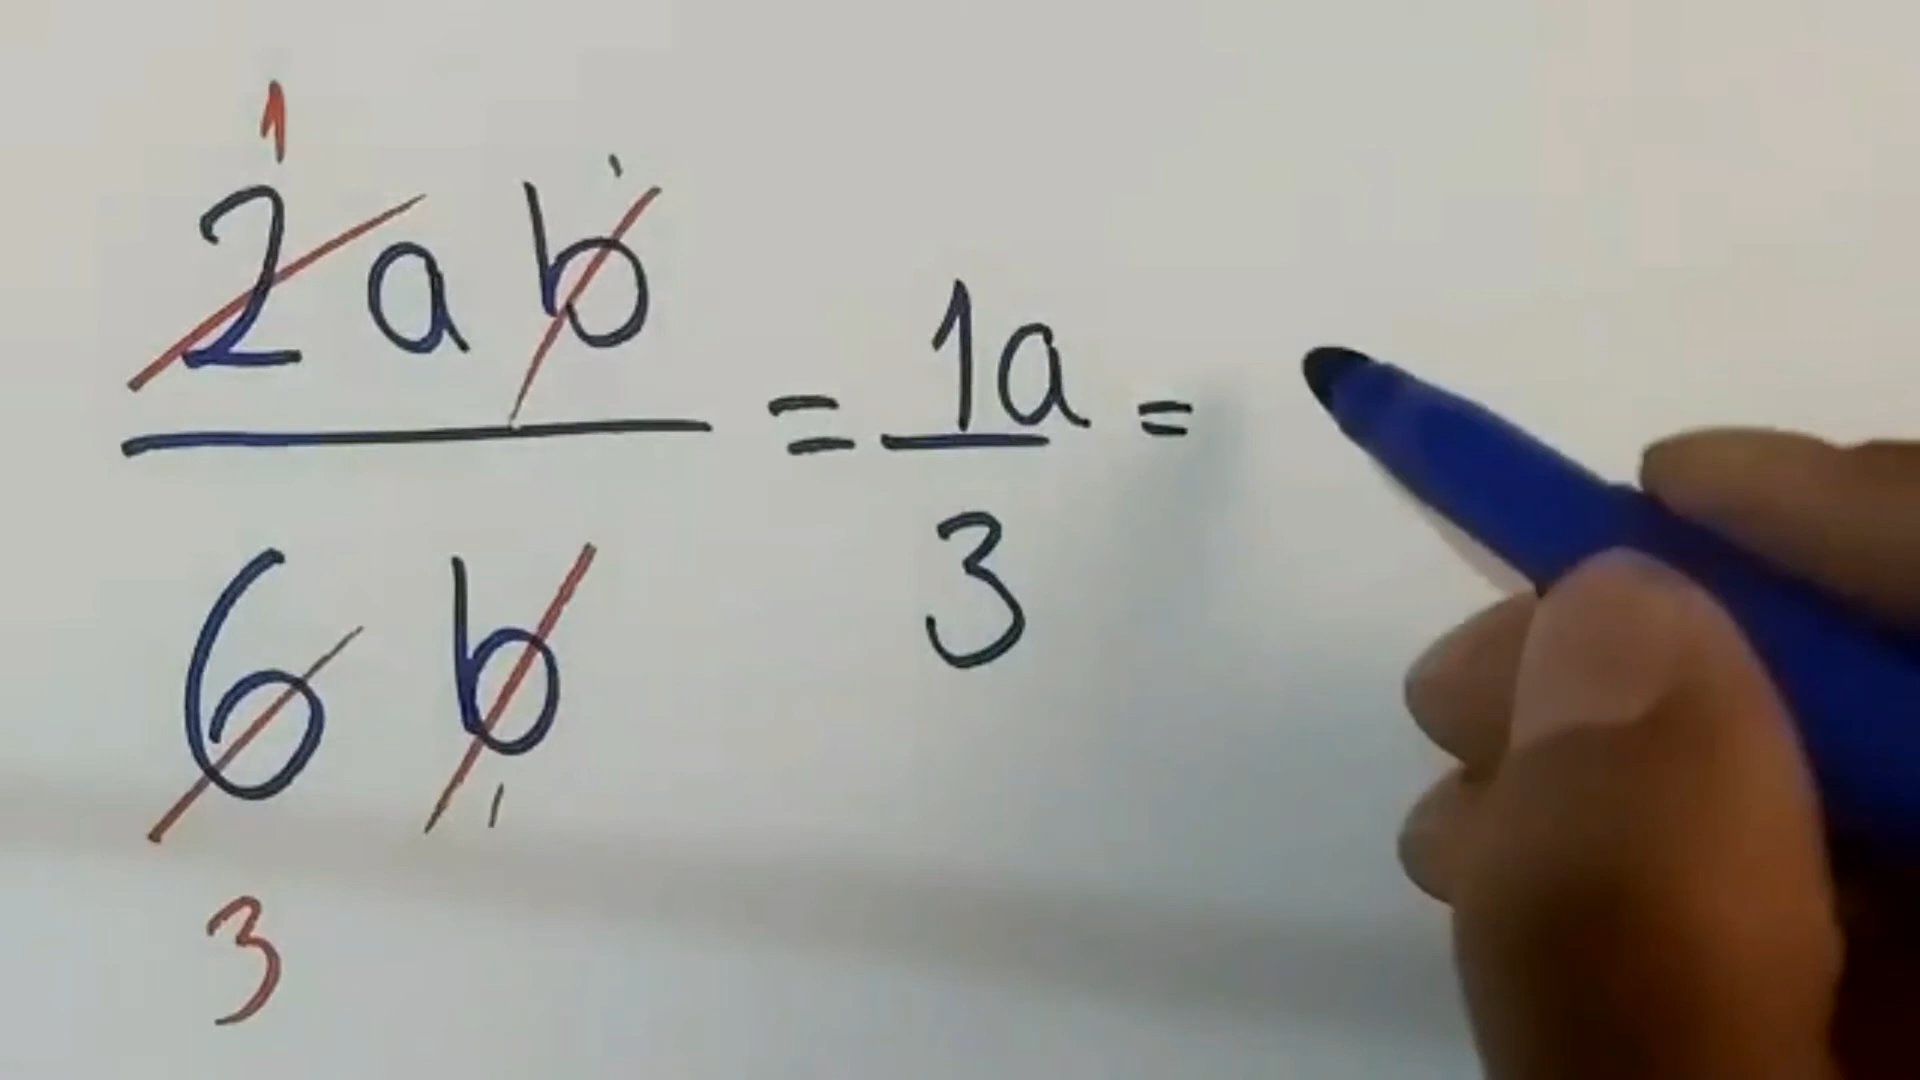 1 1
2ab
= 1a/3 =
6b
1
3